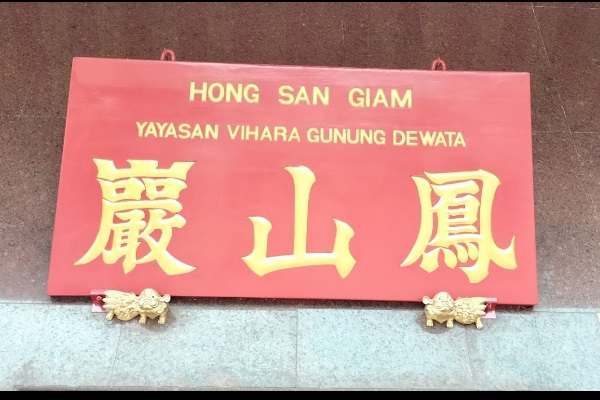 HONG SAN GIAM
YAYASAN VIHARA GUNUNG DEWATA
鳳山巖